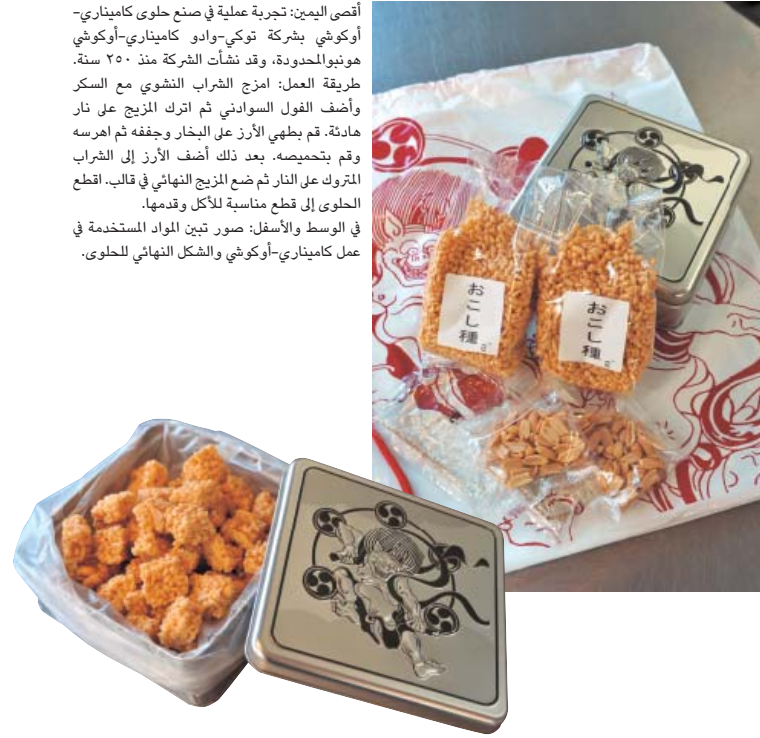 أقصى اليمين: تجربة عملية في صنع حلوى كاميناري-
أوكوشي بشركة توكي-وادو كاميناري-أوكوشي
هونبوالمحدودة، وقد نشأت الشركة منذ ٢٥٠ سنة.
طريقة العمل: امزج الشراب النشوي مع السكر
وأضف الفول السوادني ثم اترك المزيج على نار
هادئة. قم بطهي الأرز على البخار وجففه ثم اهرسه
وقم بتحميصه. بعد ذلك أضف الأرز إلى الشراب
المتروك على النار ثم ضع المزيج النهائي في قالب. اقطع
الحلوى إلى قطع مناسبة للأكل وقدمها.
في الوسط والأسفل: صور تبين المواد المستخدمة في
عمل كاميناري-أوكوشي والشكل النهائي للحلوى.
おこし種
おこし種